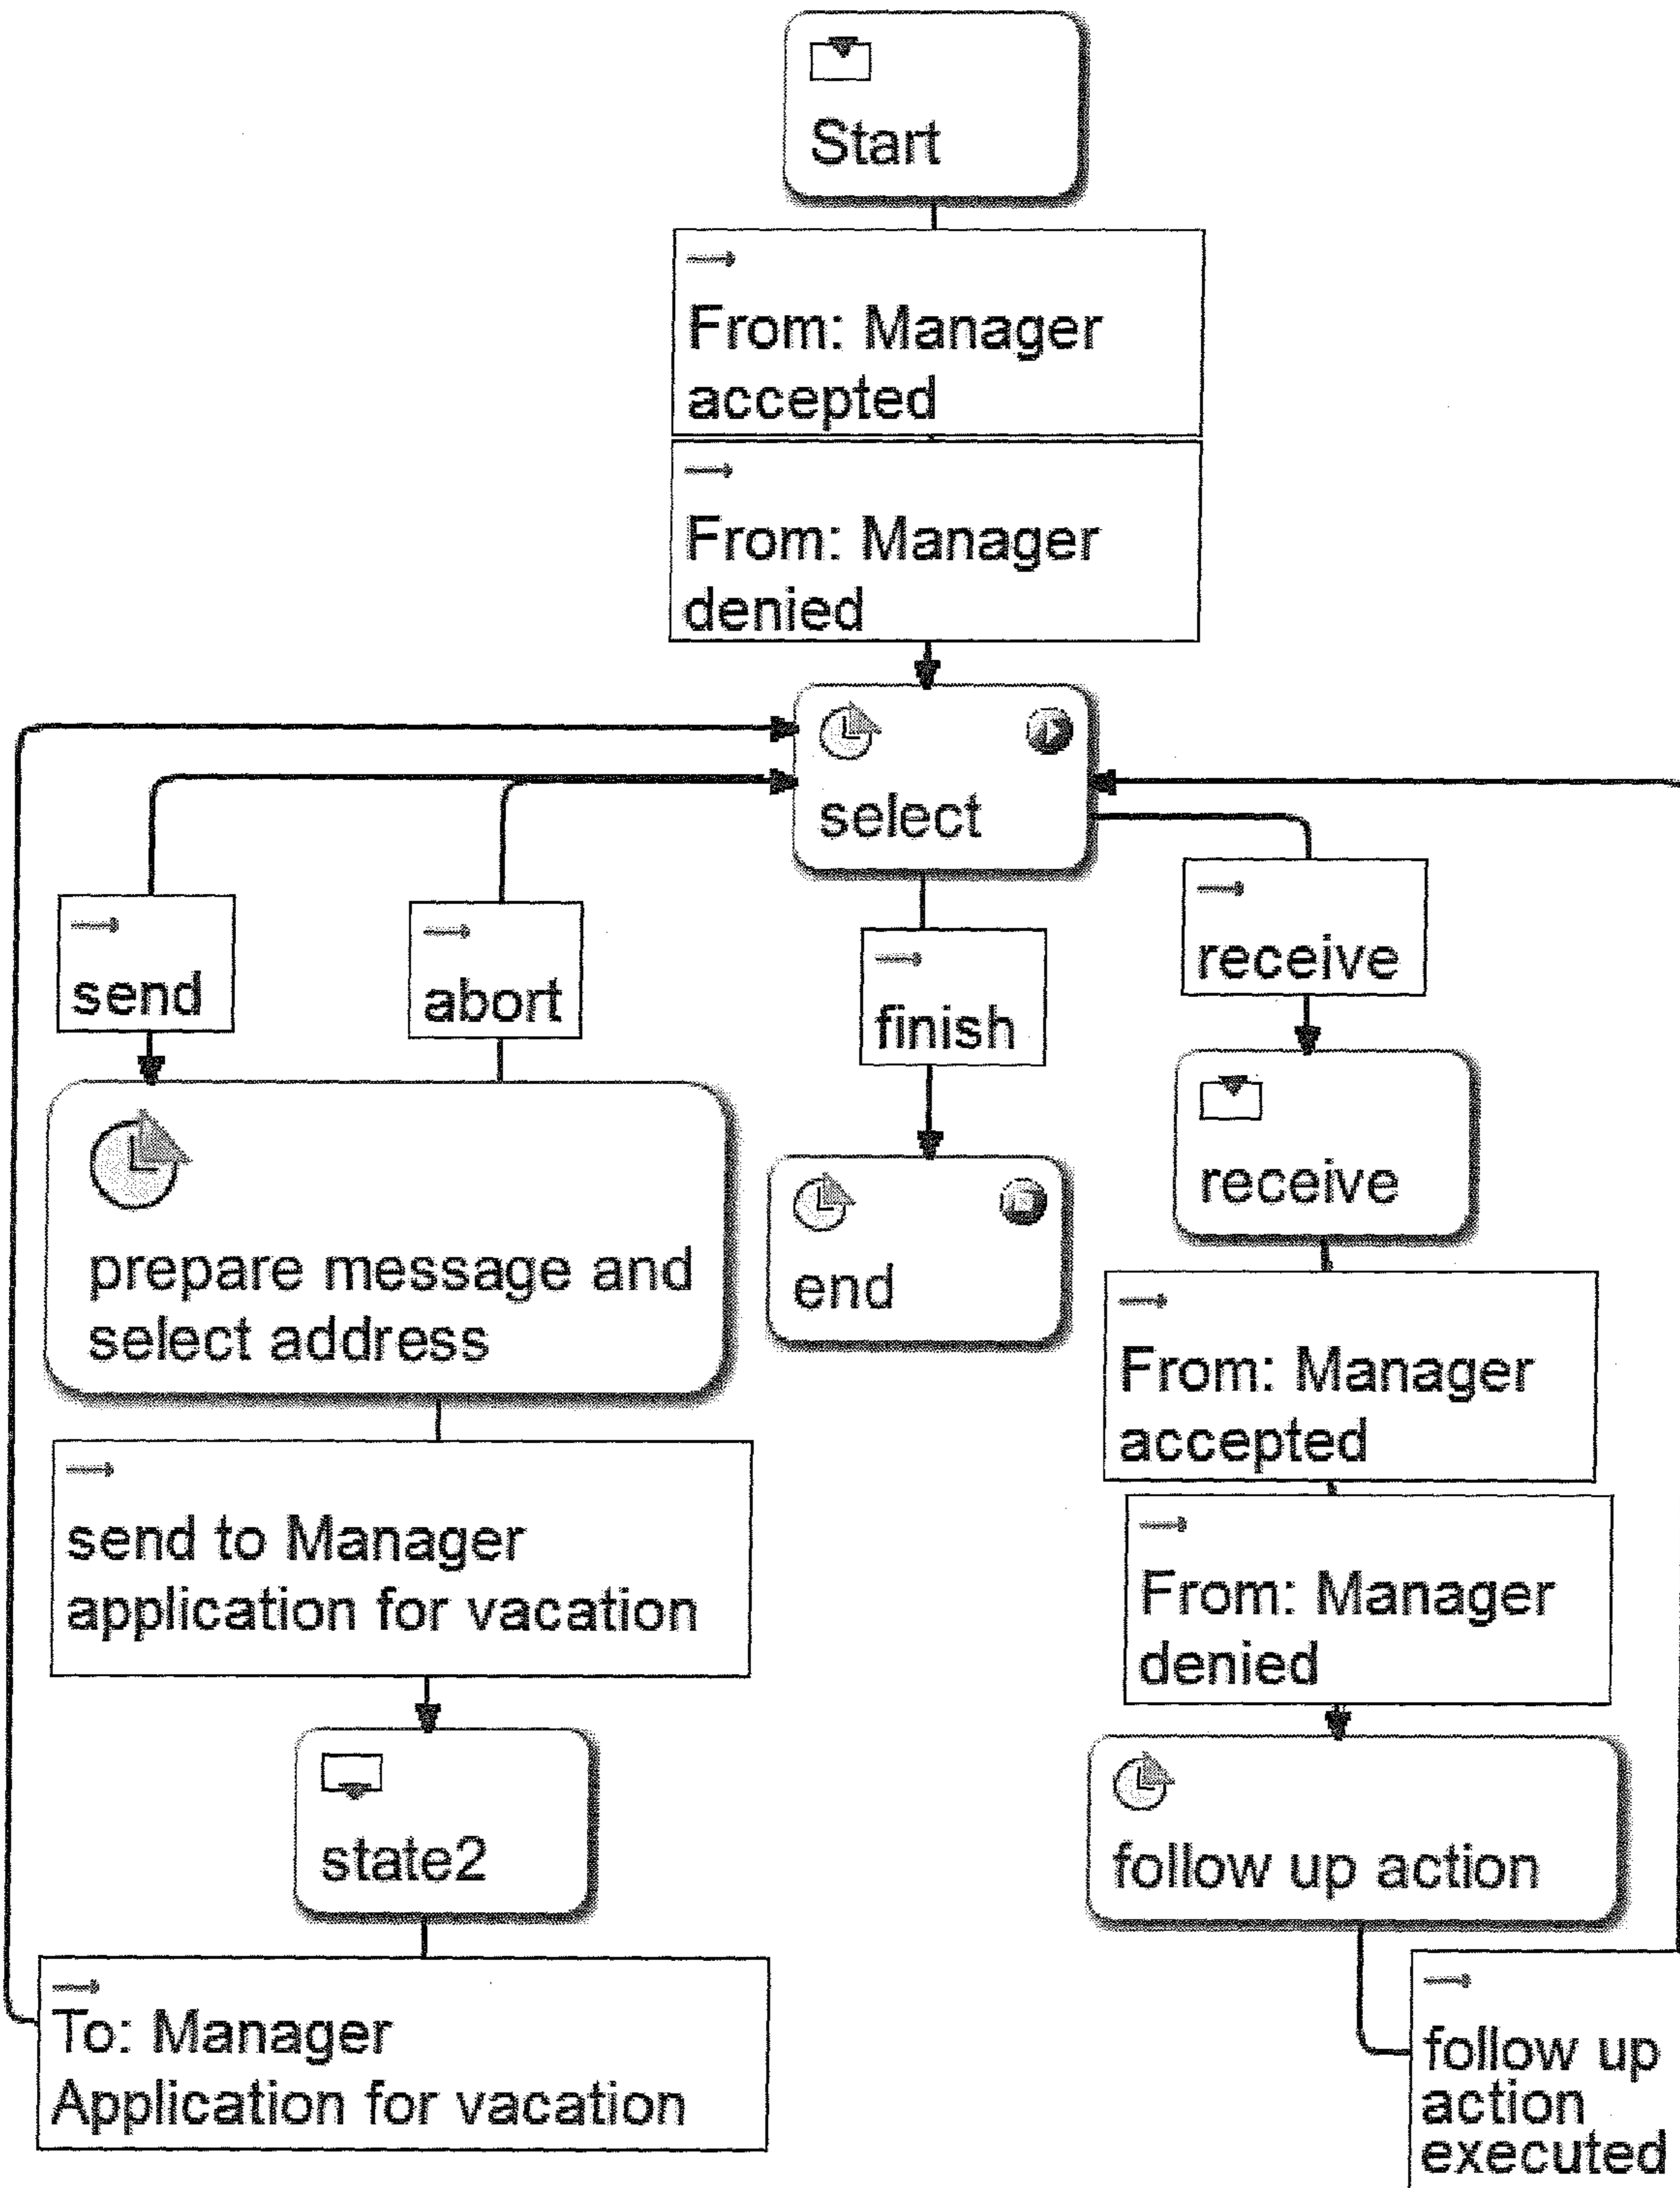 Start
From: Manager
accepted
From: Manager
denied
select
send
abort
finish
receive
prepare message and
select address
end
receive
send to Manager
application for vacation
From: Manager
accepted
From: Manager
denied
state2
follow up action
To: Manager
Application for vacation
follow up
action
executed